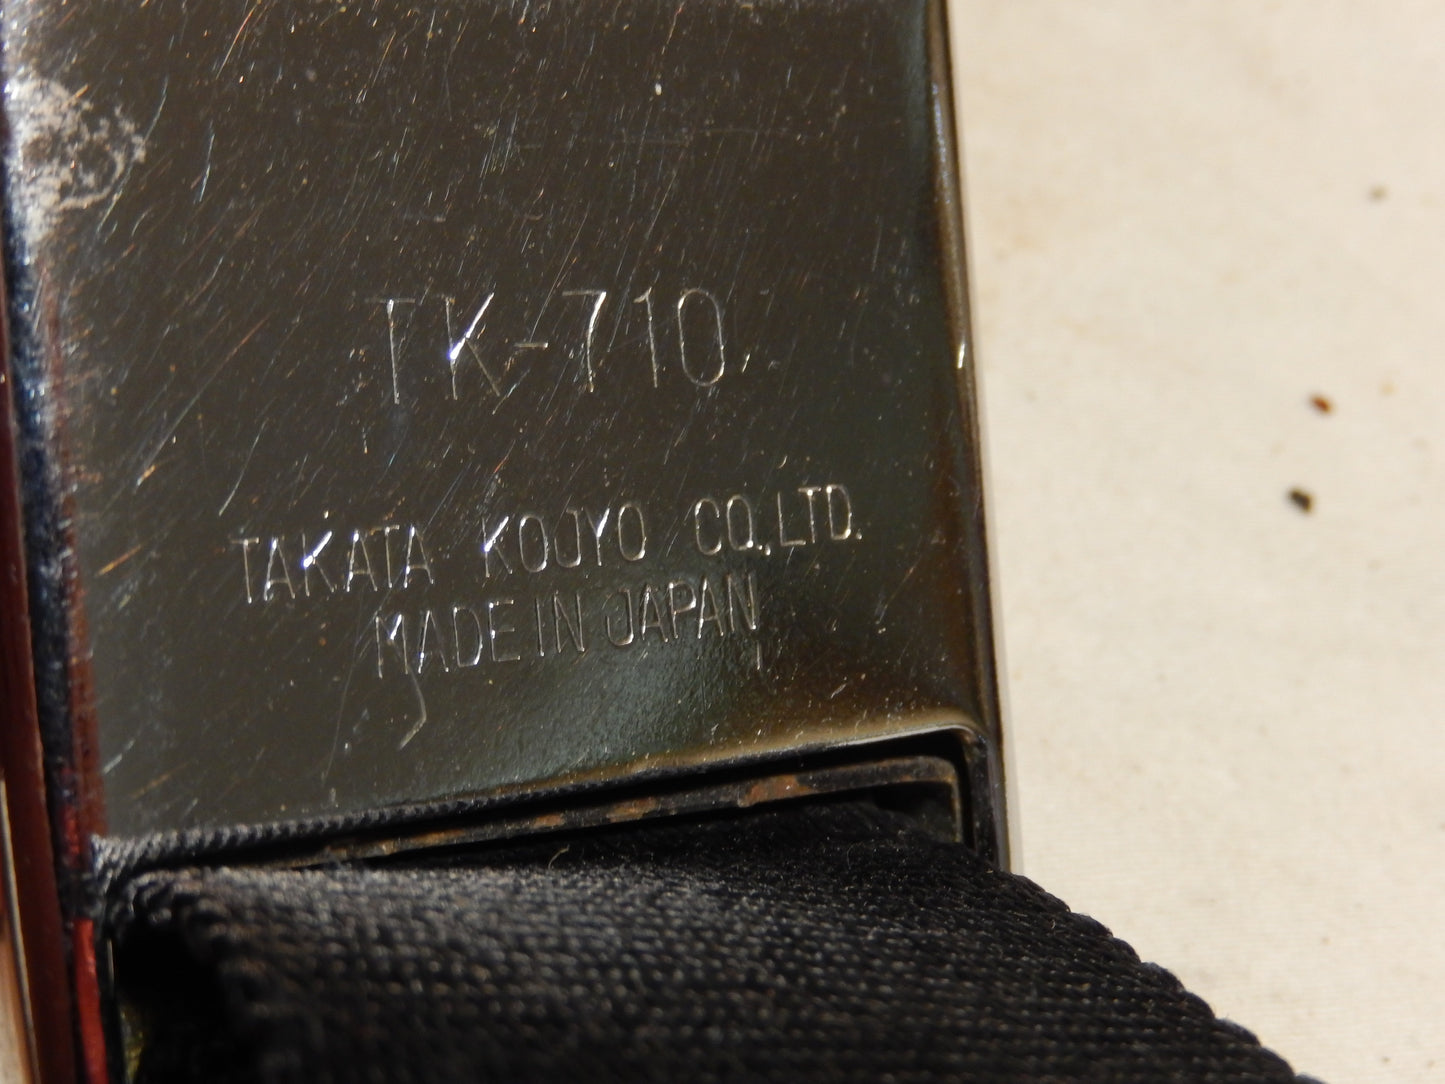 TK-710
TAKATA KOJYO CO.,LTD.
MADE IN JAPAN